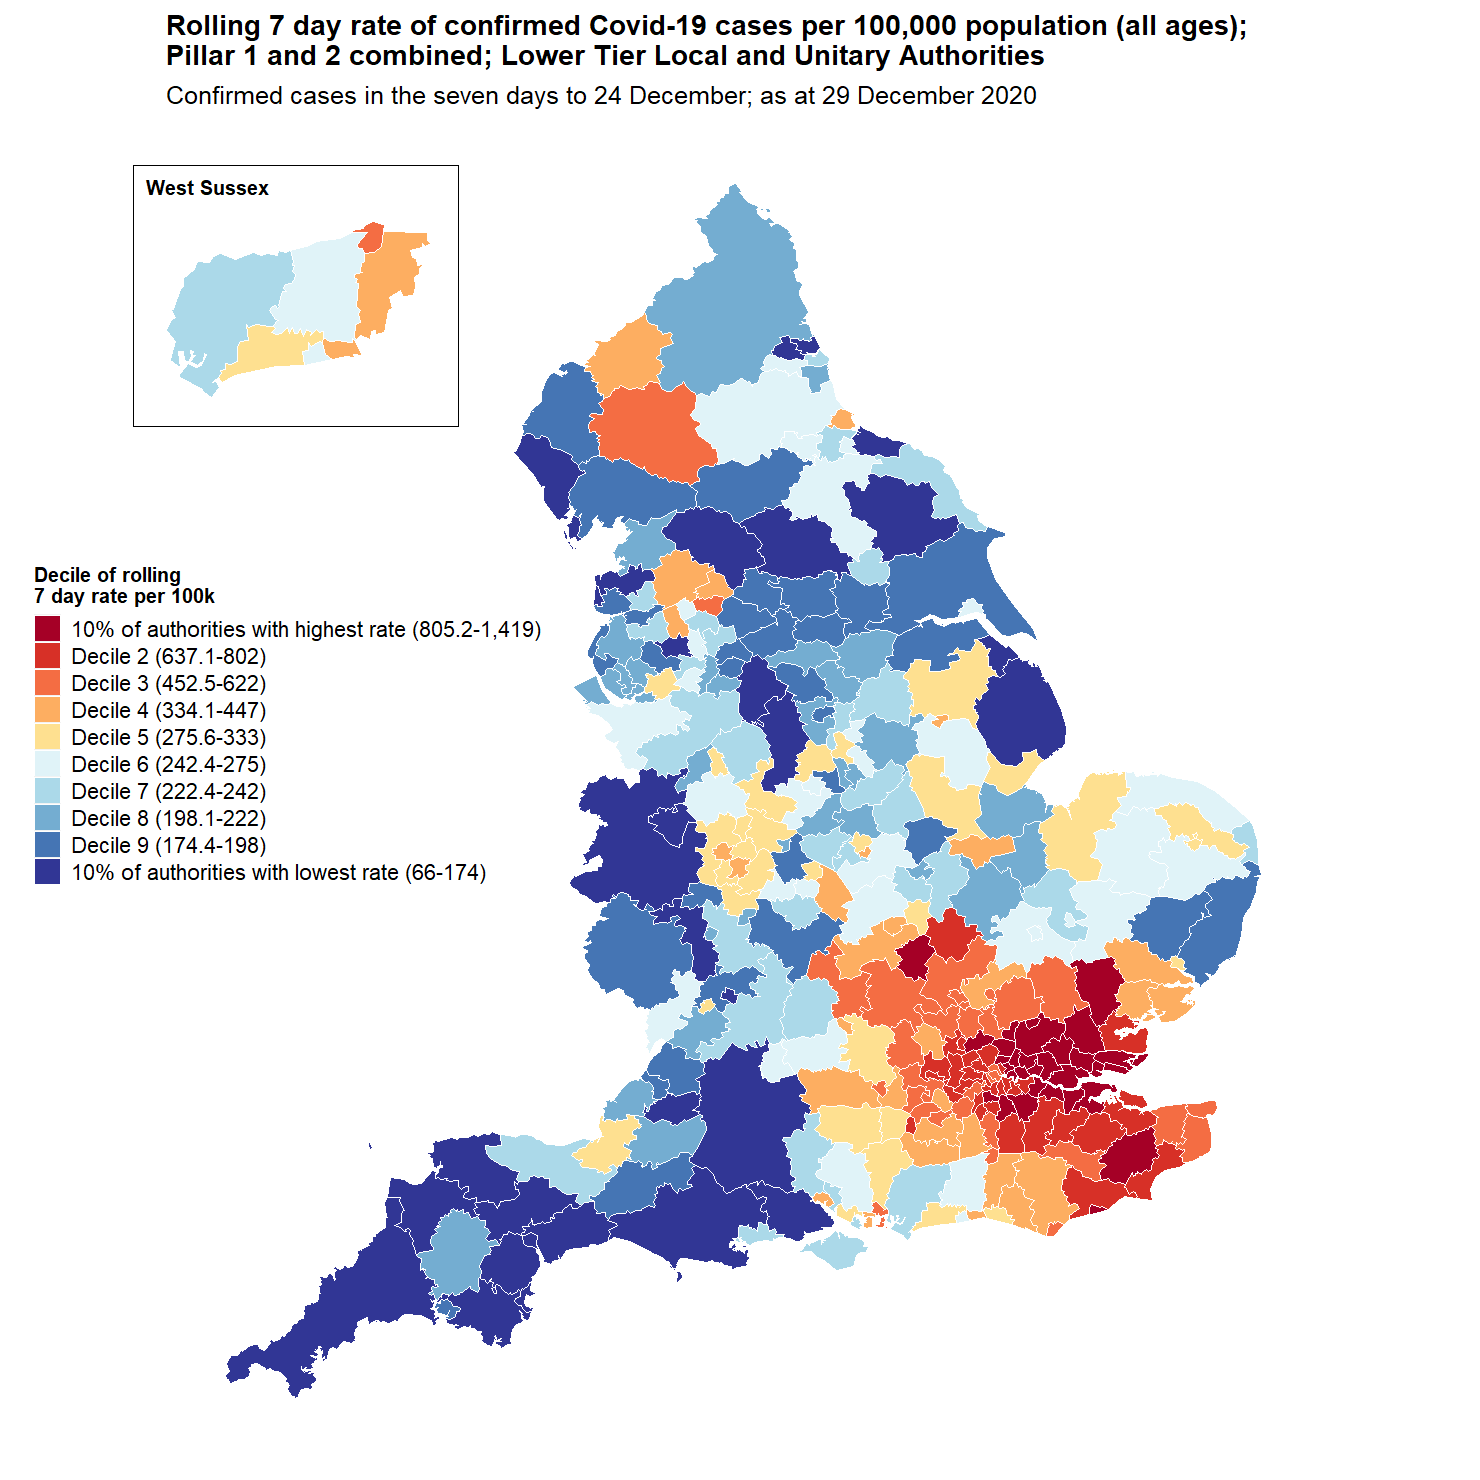 Rolling 7 day rate of confirmed Covid-19 cases per 100,000 population (all ages);
Pillar 1 and 2 combined; Lower Tier Local and Unitary Authorities
Confirmed cases in the seven days to 24 December; as at 29 December 2020
West Sussex
Decile of rolling
7 day rate per 100k
10% of authorities with highest rate (805.2-1,419)
Decile 2 (637.1-802)
Decile 3 (452.5-622)
Decile 4 (334.1-447)
Decile 5 (275.6-333)
Decile 6 (242.4-275)
Decile 7 (222.4-242)
Decile 8 (198.1-222)
Decile 9 (174.4-198)
10% of authorities with lowest rate (66-174)